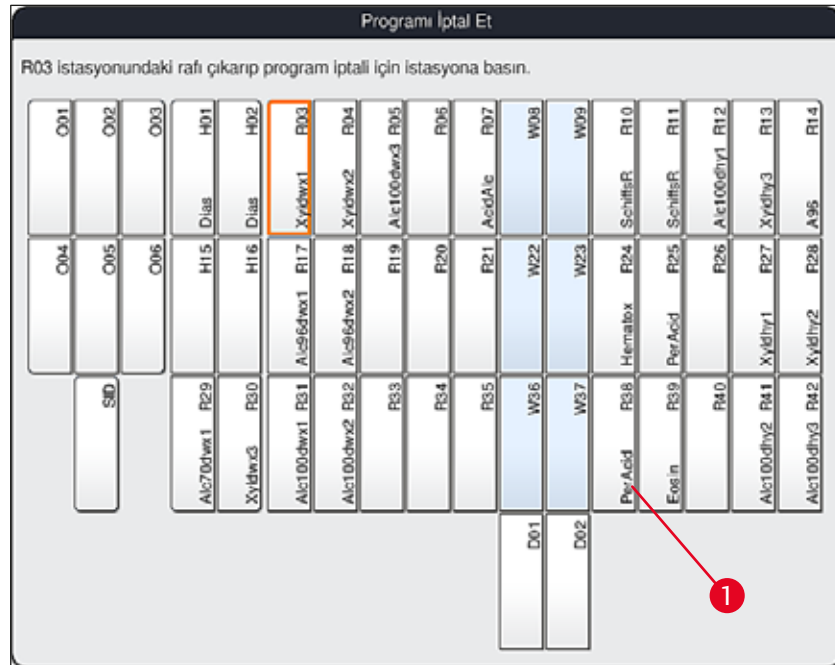 Programı İptal Et
R03 istasyonundaki rafı çıkarıp program iptali için istasyona basın.
O01
O02
O03
H01 Dias
H02 Dias
R03 Xyldwx1
R04 Xyldwx2
R05 Alc100dwx3
R06
R07 AcidAlc
W08
W09
R10 SchiffsR
R11 SchiffsR
R12 Alc100dhy1
R13 Xyldhy3
R14 A96
O04
O05
O06
H15
H16
R17 Alc96dwx1
R18 Alc96dwx2
R19
R20
R21
W22
W23
R24 Hematox
R25 PerAcid
R26
R27 Xyldhy1
R28 Xyldhy2
SID
R29 Alc70dwx1
R30 Xyldwx3
R31 Alc100dwx1
R32 Alc100dwx2
R33
R34
R35
W36
W37
R38 PerAcid
R39 Eosin
R40
R41 Alc100dhy2
R42 Alc100dhy3
D01
D02
1